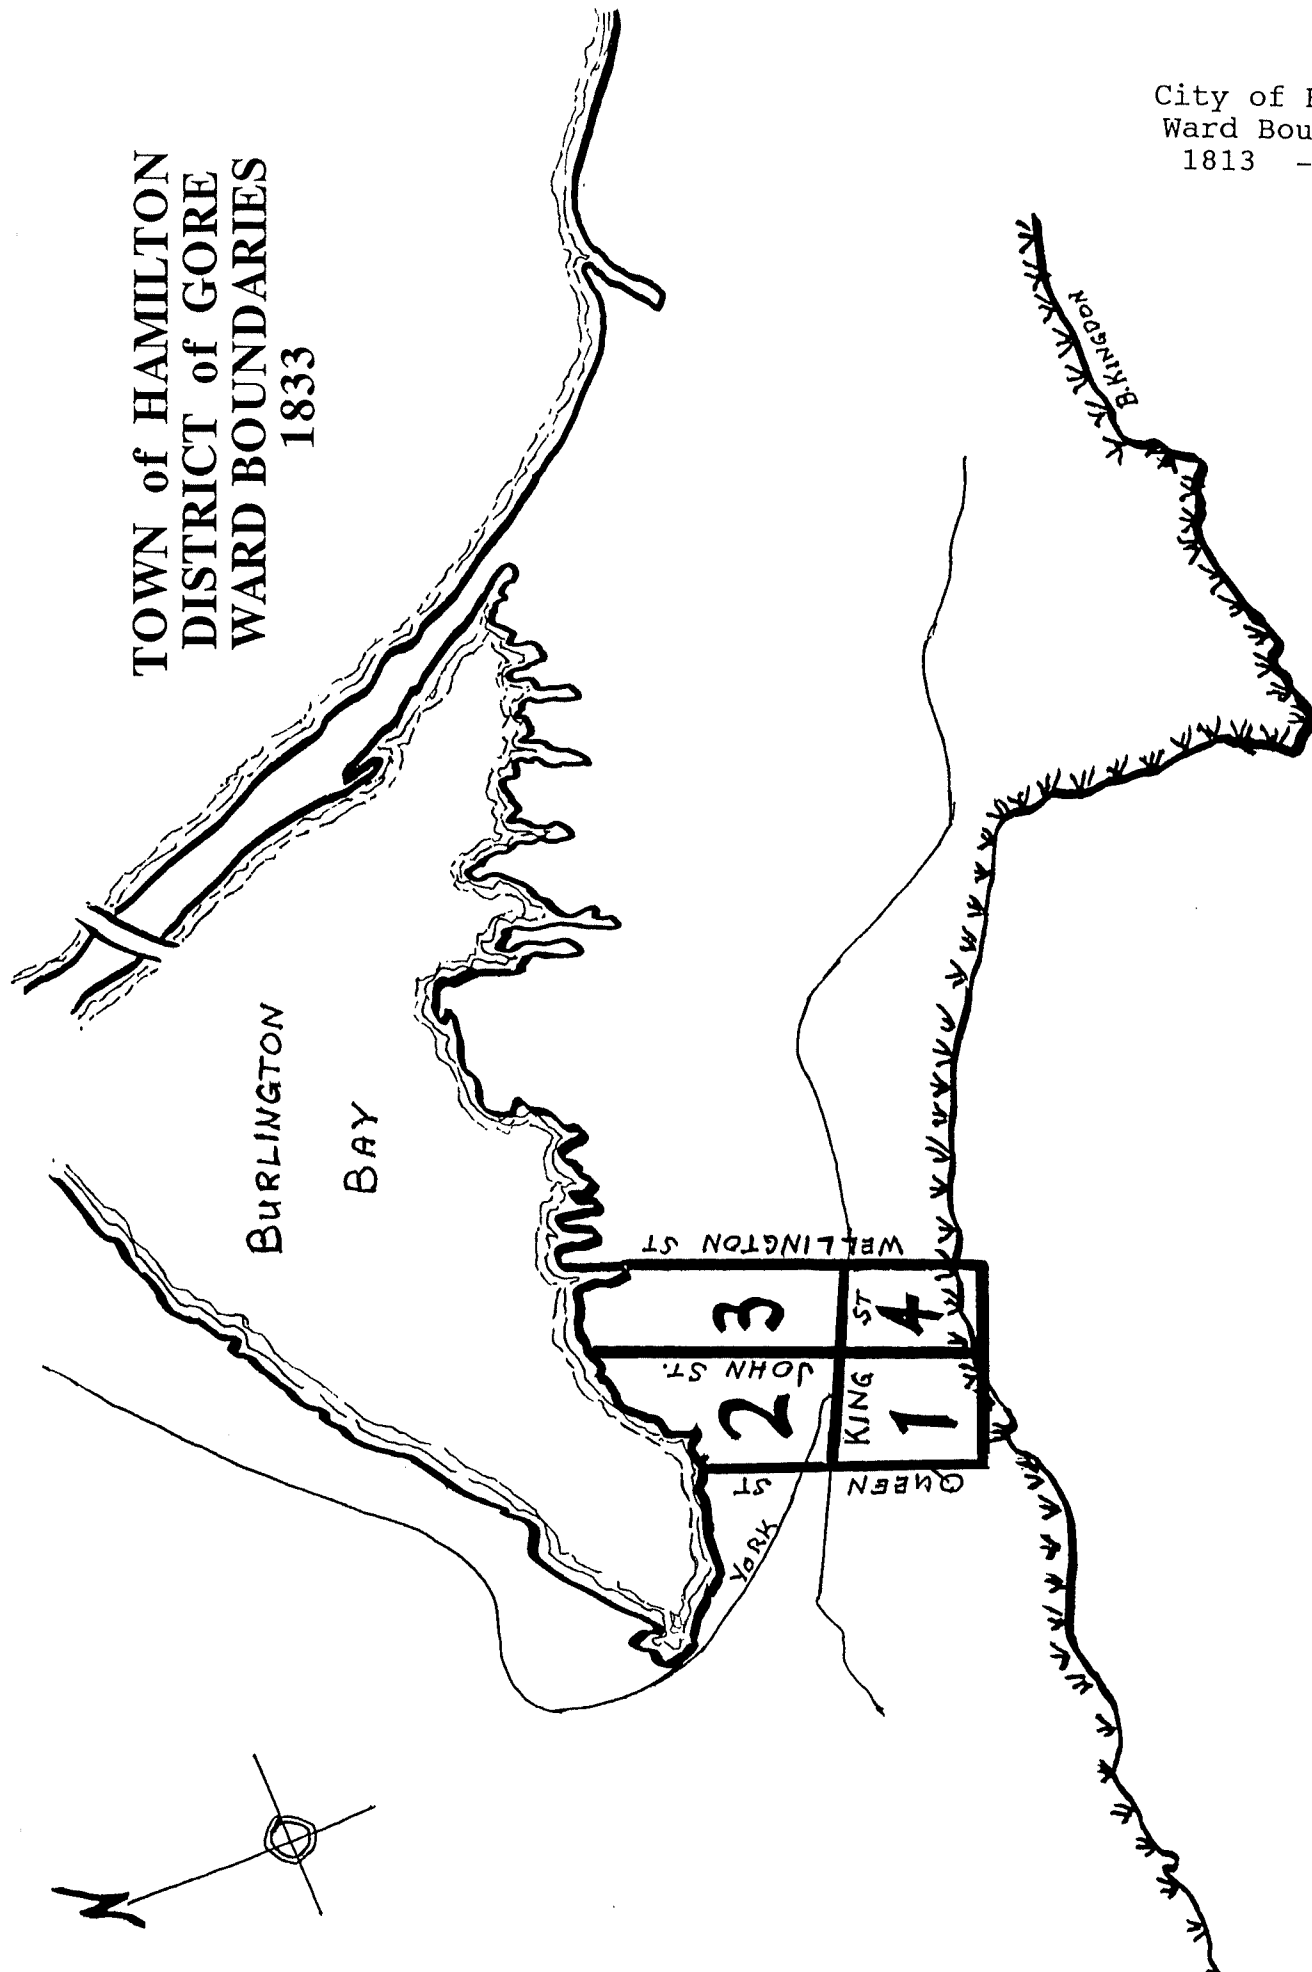 TOWN of HAMILTON
DISTRICT of GORE
WARD BOUNDARIES
1833
City of
Ward
1813 –
B. KINGDON
BURLINGTON
BAY
WELLINGTON ST
JOHN ST.
KING ST
QUEEN ST
YORK
3
4
2
1
N